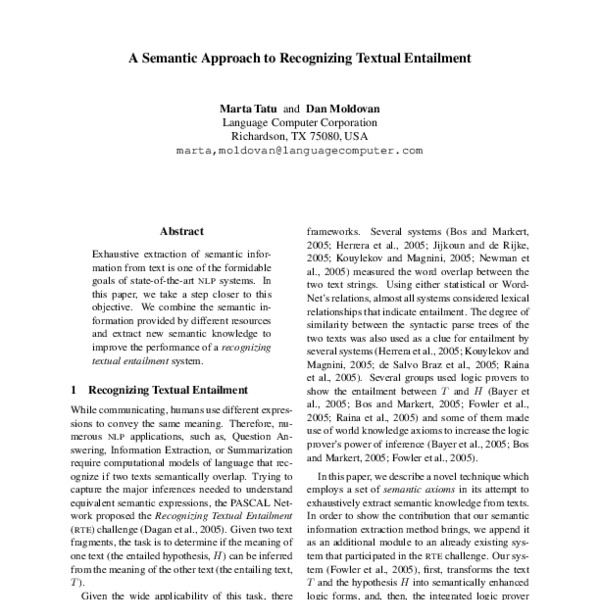 A Semantic Approach to Recognizing Textual Entailment
Marta Tatu and Dan Moldovan
Language Computer Corporation
Richardson, TX 75080, USA
marta,moldovan@languagecomputer.com
Abstract
Exhaustive extraction of semantic infor-
mation from text is one of the formidable
goals of state-of-the-art NLP systems. In
this paper, we take a step closer to this
objective. We combine the semantic in-
formation provided by different resources
and extract new semantic knowledge to
improve the performance of a recognizing
textual entailment system.
1 Recognizing Textual Entailment
While communicating, humans use different expres-
sions to convey the same meaning. Therefore, nu-
merous NLP applications, such as, Question An-
swering, Information Extraction, or Summarization
require computational models of language that rec-
ognize if two texts semantically overlap. Trying to
capture the major inferences needed to understand
equivalent semantic expressions, the PASCAL Net-
work proposed the Recognizing Textual Entailment
(RTE) challenge (Dagan et al., 2005). Given two text
fragments, the task is to determine if the meaning of
one text (the entailed hypothesis, H) can be inferred
from the meaning of the other text (the entailing text,
T).
Given the wide applicability of this task, there
frameworks. Several systems (Bos and Markert,
2005; Herrera et al., 2005; Jijkoun and de Rijke,
2005; Kouylekov and Magnini, 2005; Newman et
al., 2005) measured the word overlap between the
two text strings. Using either statistical or Word-
Net's relations, almost all systems considered lexical
relationships that indicate entailment. The degree of
similarity between the syntactic parse trees of the
two texts was also used as a clue for entailment by
several systems (Herrera et al., 2005; Kouylekov and
Magnini, 2005; de Salvo Braz et al., 2005; Raina
et al., 2005). Several groups used logic provers to
show the entailment between T and H (Bayer et
al., 2005; Bos and Markert, 2005; Fowler et al.,
2005; Raina et al., 2005) and some of them made
use of world knowledge axioms to increase the logic
prover's power of inference (Bayer et al., 2005; Bos
and Markert, 2005; Fowler et al., 2005).
In this paper, we describe a novel technique which
employs a set of semantic axioms in its attempt to
exhaustively extract semantic knowledge from texts.
In order to show the contribution that our semantic
information extraction method brings, we append it
as an additional module to an already existing sys-
tem that participated in the RTE challenge. Our sys-
tem (Fowler et al., 2005), first, transforms the text
T and the hypothesis H into semantically enhanced
logic forms, and, then, the integrated logic prover